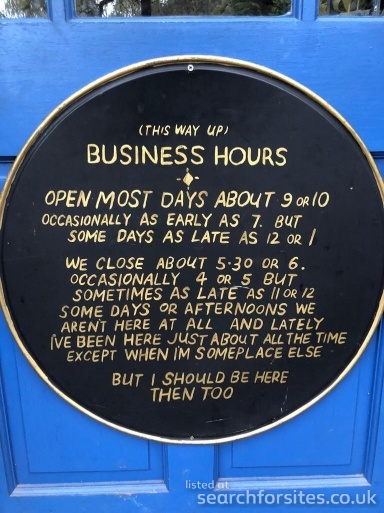 (THIS WAY UP)
BUSINESS HOURS
OPEN MOST DAYS ABOUT 9 OR 10
OCCASIONALLY AS EARLY AS 7. BUT
SOME DAYS AS LATE AS 12 OR 1
WE CLOSE ABOUT 5·30 OR 6.
OCCASIONALLY 4 OR 5 BUT
SOMETIMES AS LATE AS 11 OR 12
SOME DAYS OR AFTERNOONS WE
AREN'T HERE AT ALL AND LATELY
I'VE BEEN HERE JUST ABOUT ALL THE TIME
EXCEPT WHEN I'M SOMEPLACE ELSE
BUT I SHOULD BE HERE
THEN TOO
listed at
searchforsites.co.uk